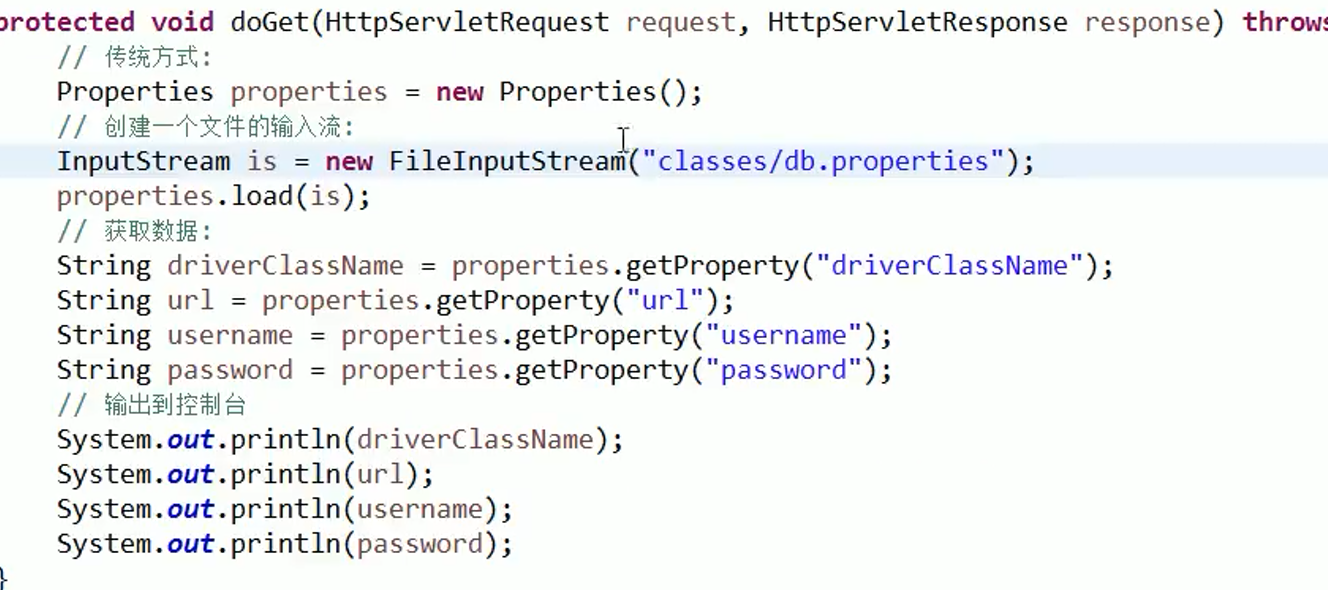 protected void doGet(HttpServletRequest request, HttpServletResponse response) throws
// 传统方式:
Properties properties = new Properties();
// 创建一个文件的输入流:
InputStream is = new FileInputStream("classes/db.properties");
properties.load(is);
// 获取数据:
String driverClassName = properties.getProperty("driverClassName");
String url = properties.getProperty("url");
String username = properties.getProperty("username");
String password = properties.getProperty("password");
// 输出到控制台
System.out.println(driverClassName);
System.out.println(url);
System.out.println(username);
System.out.println(password);
}